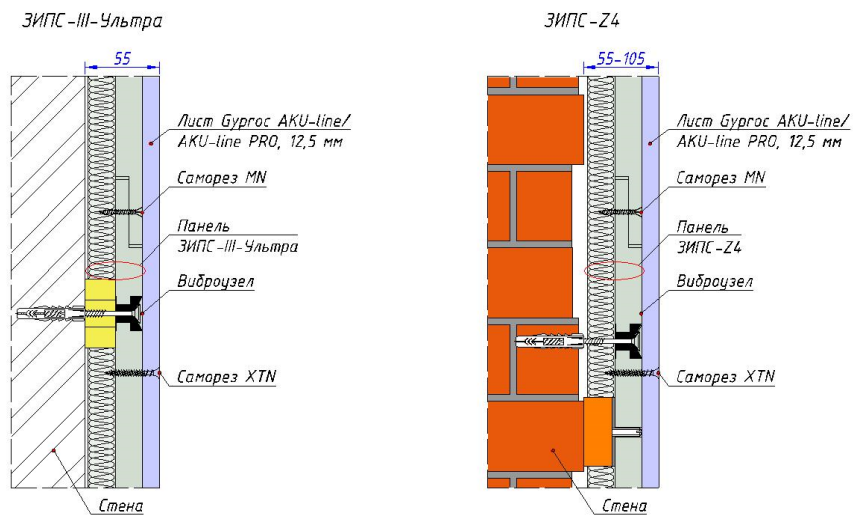 ЗИПС-III-Ультра
55
Лист Gyproc AKU-line/
AKU-line PRO, 12,5 мм
Саморез MN
Панель
ЗИПС-III-Ультра
Виброузел
Саморез XTN
Стена
ЗИПС-Z4
55-105
Лист Gyproc AKU-line/
AKU-line PRO, 12,5 мм
Саморез MN
Панель
ЗИПС-Z4
Виброузел
Саморез XTN
Стена